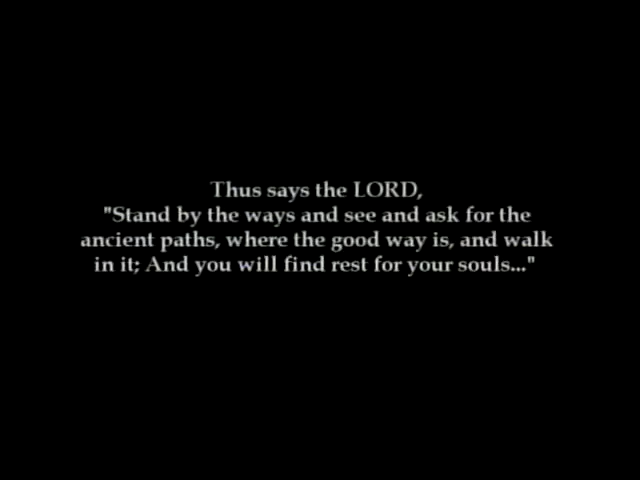 Thus says the LORD,
"Stand by the ways and see and ask for the
ancient paths, where the good way is, and walk
in it; And you will find rest for your souls..."